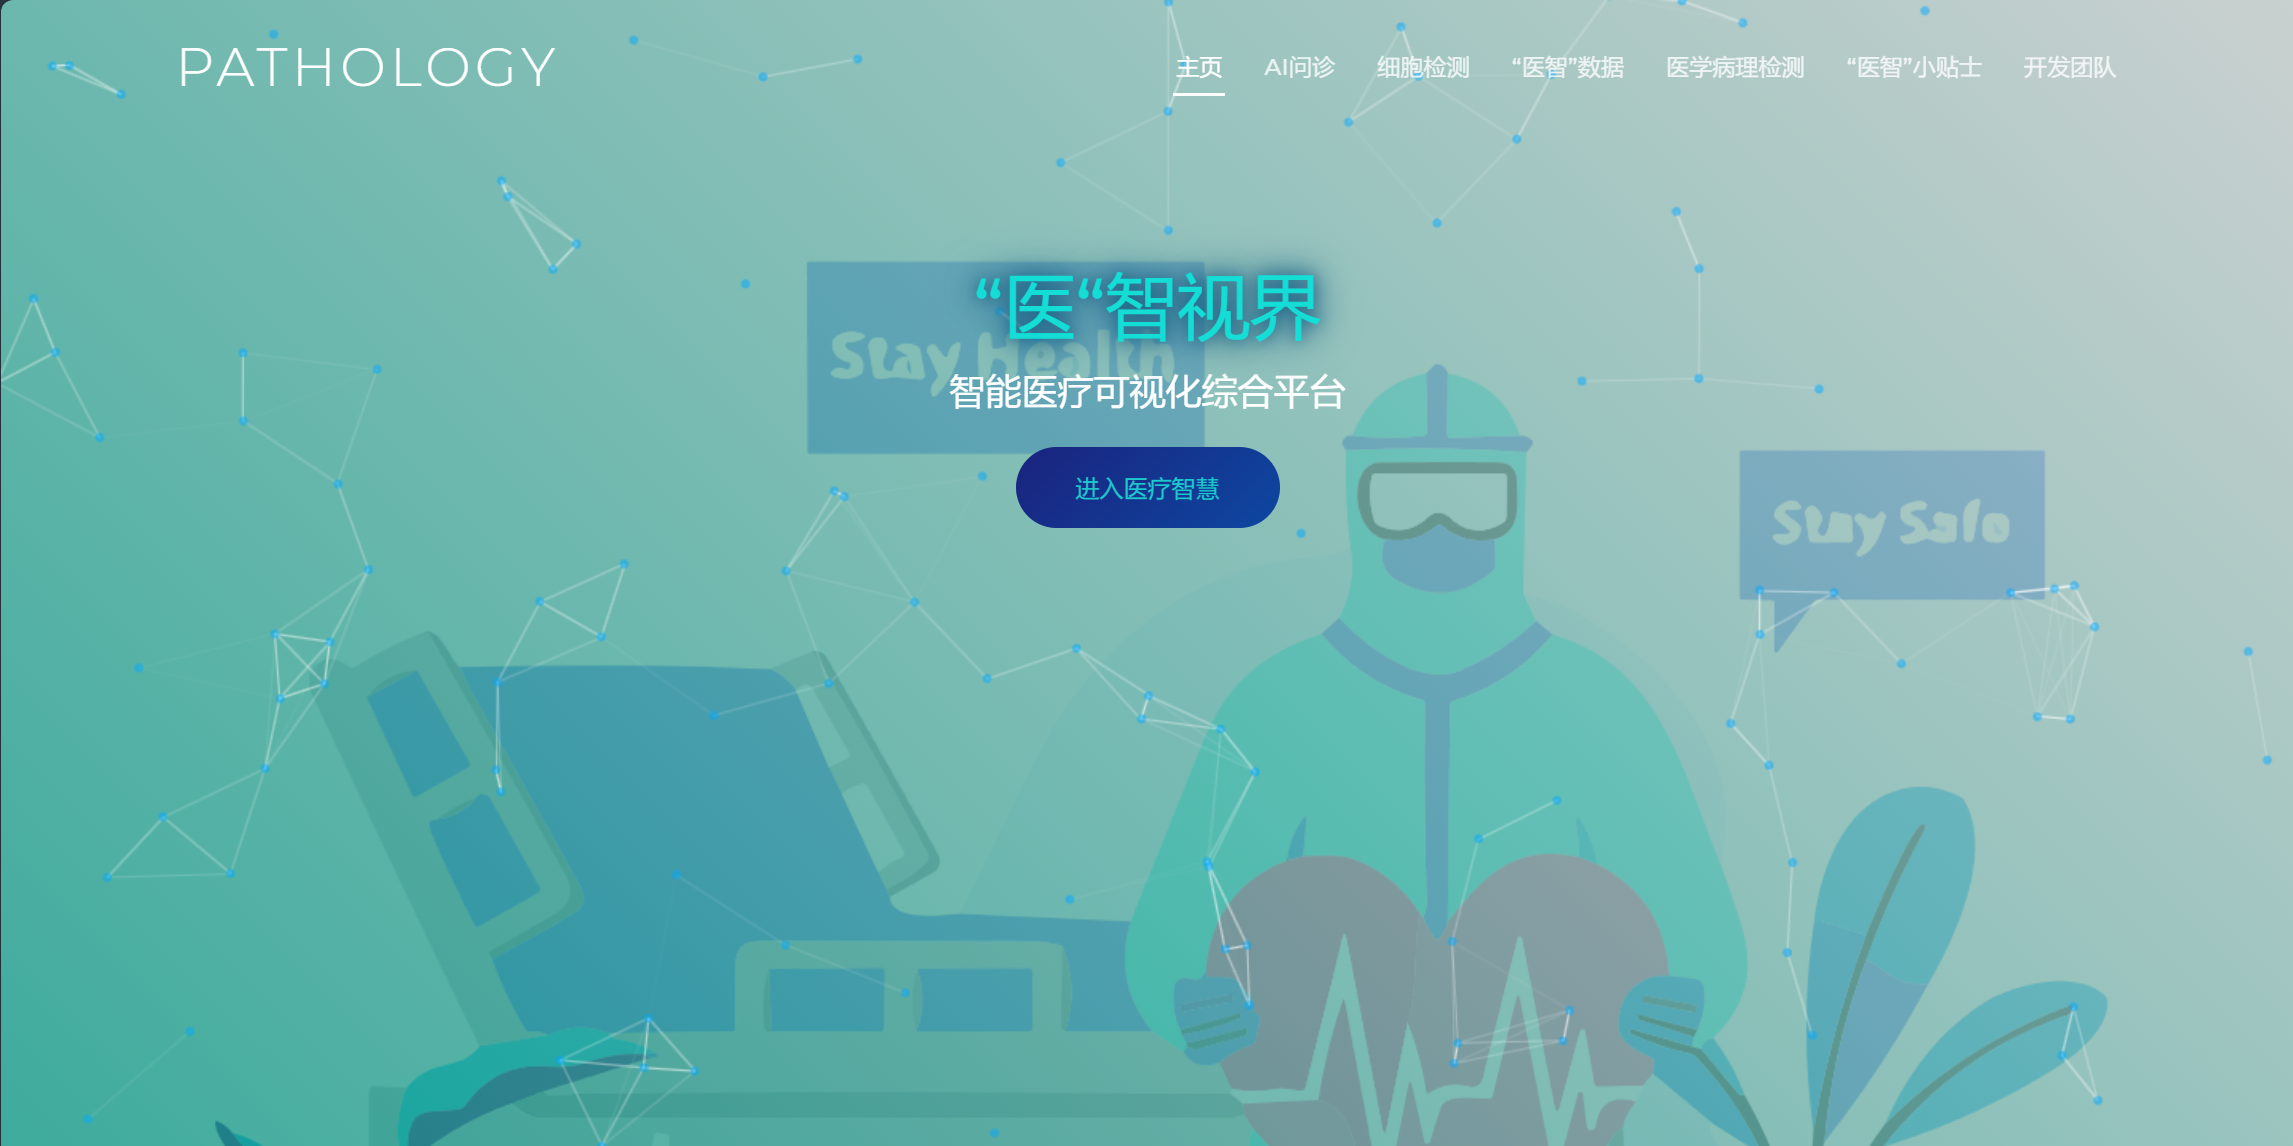 PATHOLOGY
主页 AI问诊 细胞检测 “医智”数据 医学病理检测 “医智”小贴士 开发团队
“医“智视界
Stay Health
智能医疗可视化综合平台
进入医疗智慧
Stay Safe